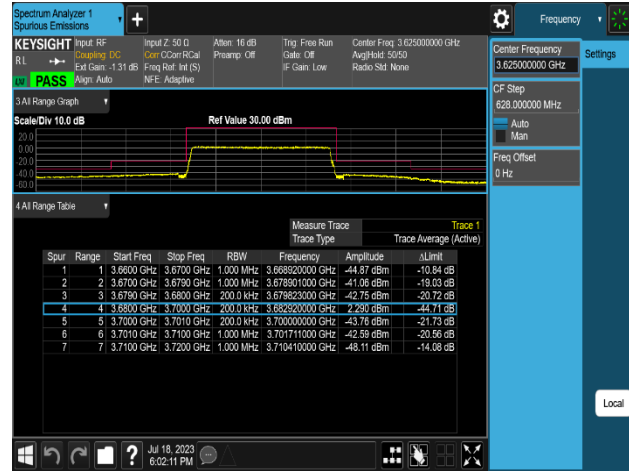 Spectrum Analyzer 1
Spurious Emissions
Frequency
KEYSIGHT Input: RF Input Z: 50 Ω Atten: 16 dB Trig: Free Run Center Freq: 3.625000000 GHz
RL Coupling: DC Corr CCorr RCal Preamp: Off Gate: Off Avg|Hold: 50/50
Ext Gain: -1.31 dB Freq Ref: Int (S) IF Gain: Low Radio Std: None
PASS Align: Auto NFE: Adaptive
Center Frequency
3.625000000 GHz
Settings
CF Step
628.000000 MHz
Auto
Man
Freq Offset
0 Hz
3 All Range Graph
Scale/Div 10.0 dB Ref Value 30.00 dBm
20.0
0.00
-20.0
-40.0
-60.0
4 All Range Table
Measure Trace Trace 1
Trace Type Trace Average (Active)
Spur Range Start Freq Stop Freq RBW Frequency Amplitude ΔLimit
1 1 3.6600 GHz 3.6700 GHz 1.000 MHz 3.668920000 GHz -44.87 dBm -10.84 dB
2 2 3.6700 GHz 3.6790 GHz 1.000 MHz 3.678901000 GHz -41.06 dBm -19.03 dB
3 3 3.6790 GHz 3.6800 GHz 200.0 kHz 3.679823000 GHz -42.75 dBm -20.72 dB
4 4 3.6800 GHz 3.7000 GHz 200.0 kHz 3.682920000 GHz 2.290 dBm -44.71 dB
5 5 3.7000 GHz 3.7010 GHz 200.0 kHz 3.700000000 GHz -43.76 dBm -21.73 dB
6 6 3.7010 GHz 3.7100 GHz 1.000 MHz 3.701711000 GHz -42.59 dBm -20.56 dB
7 7 3.7100 GHz 3.7200 GHz 1.000 MHz 3.710410000 GHz -48.11 dBm -14.08 dB
Local
Jul 18, 2023
6:02:11 PM